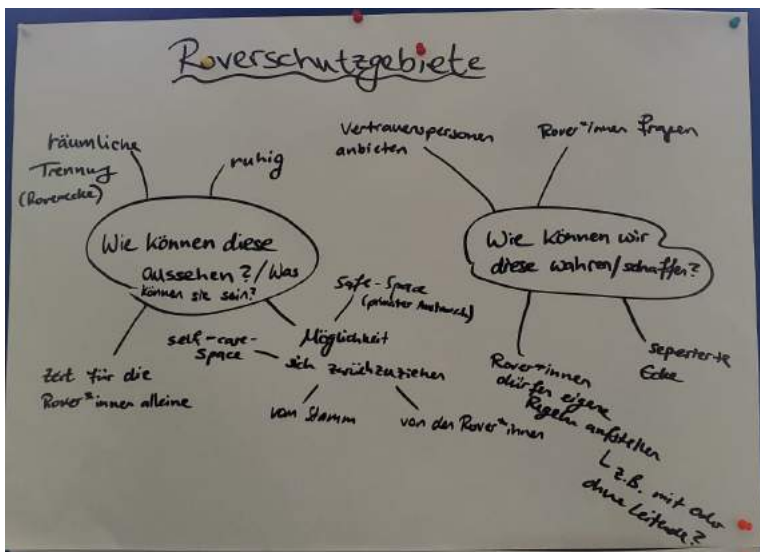 Roverschutzgebiete
räumliche
Trennung
(Roverecke)
ruhig
Wie können diese
aussehen?/Was
können sie sein?
Zeit für die
Rover*innen alleine
Möglichkeit
sich zurückzuziehen
Safe-Space
(privater Austausch)
self-care-
Space
vom Stamm
von den Rover*innen
Vertrauenspersonen
anbieten
Rover*innen fragen
Wie können wir
diese wahren/schaffen?
Rover*innen
dürfen eigene
Regeln aufstellen
L z.B. mit oder
ohne Leitende?
seperierte
Ecke